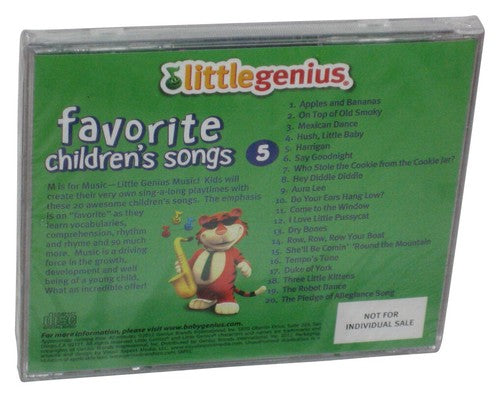 littlegenius®
favorite
children's songs 5
M is for Music—Little Genius Music! Kids will
create their very own sing-a-long playtimes with
these 20 awesome children's songs. The emphasis
is on "favorite" as they
learn vocabularies,
comprehension, rhythm
and rhyme and so much
more. Music is a driving
force in the growth,
development and well
being of a young child.
What an incredible offer!
1. Apples and Bananas
2. On Top of Old Smoky
3. Mexican Dance
4. Hush, Little Baby
5. Harrigan
6. Say Goodnight
7. Who Stole the Cookie from the Cookie Jar?
8. Hey Diddle Diddle
9. Aura Lee
10. Do Your Ears Hang Low?
11. Come to the Window
12. I Love Little Pussycat
13. Dry Bones
14. Row, Row, Row Your Boat
15. She'll Be Comin' 'Round the Mountain
16. Tempo's Tune
17. Duke of York
18. Three Little Kittens
19. The Robot Dance
20. The Pledge of Allegiance Song
NOT FOR
INDIVIDUAL SALE
For more information, please visit www.babygenius.com.